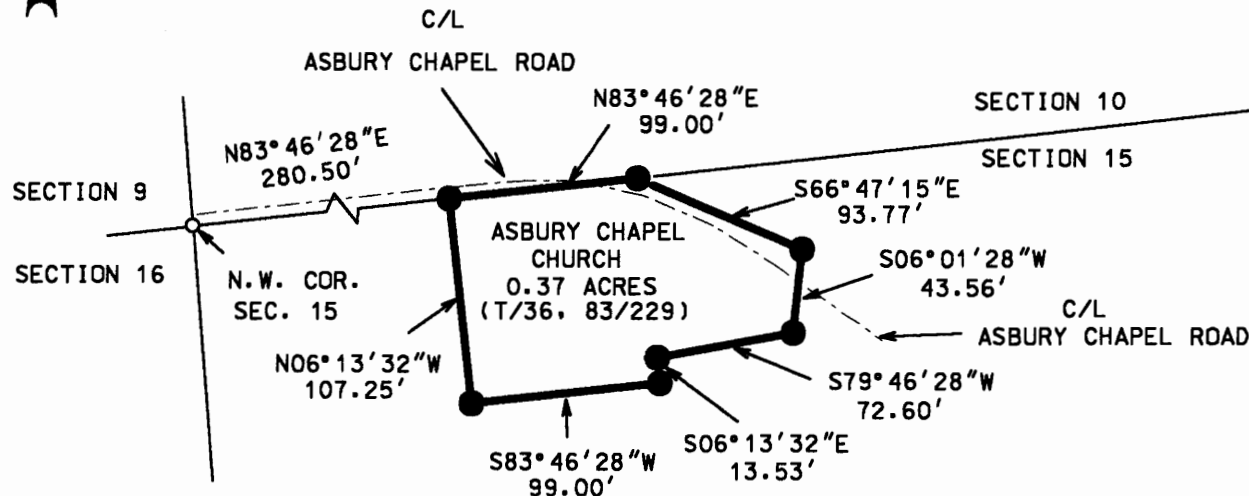 C/L
ASBURY CHAPEL ROAD
N83°46'28"E
99.00'
SECTION 10
N83°46'28"E
280.50'
SECTION 15
SECTION 9
S66°47'15"E
93.77'
ASBURY CHAPEL
CHURCH
0.37 ACRES
(T/36, 83/229)
S06°01'28"W
43.56'
SECTION 16
N.W. COR.
SEC. 15
C/L
ASBURY CHAPEL ROAD
N06°13'32"W
107.25'
S79°46'28"W
72.60'
S06°13'32"E
13.53'
S83°46'28"W
99.00'